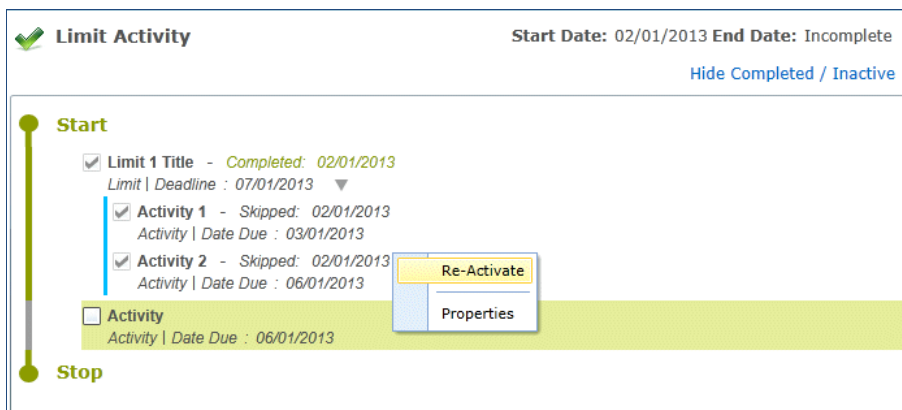 Limit Activity
Start Date: 02/01/2013 End Date: Incomplete
Hide Completed / Inactive
Start
Limit 1 Title - Completed: 02/01/2013
Limit | Deadline : 07/01/2013
Activity 1 - Skipped: 02/01/2013
Activity | Date Due : 03/01/2013
Activity 2 - Skipped: 02/01/2013
Activity | Date Due : 06/01/2013
Re-Activate
Properties
Activity
Activity | Date Due : 06/01/2013
Stop